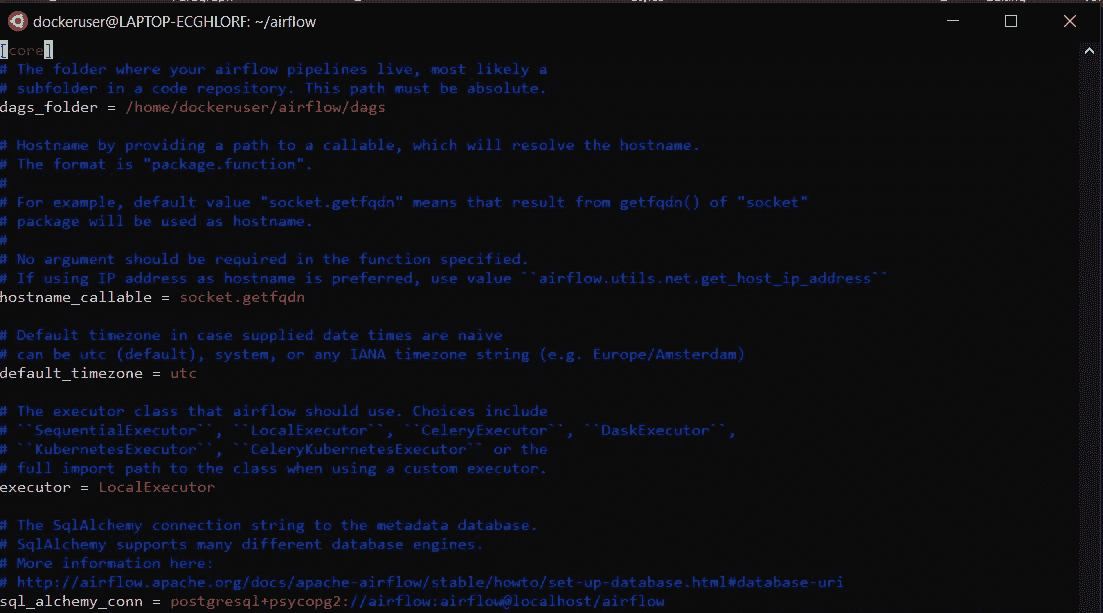 dockeruser@LAPTOP-ECGHLORF: ~/airflow
[core]
# The folder where your airflow pipelines live, most likely a
# subfolder in a code repository. This path must be absolute.
dags_folder = /home/dockeruser/airflow/dags
# Hostname by providing a path to a callable, which will resolve the hostname.
# The format is "package.function".
#
# For example, default value "socket.getfqdn" means that result from getfqdn() of "socket"
# package will be used as hostname.
#
# No argument should be required in the function specified.
# If using IP address as hostname is preferred, use value ``airflow.utils.net.get_host_ip_address``
hostname_callable = socket.getfqdn
# Default timezone in case supplied date times are naive
# can be utc (default), system, or any IANA timezone string (e.g. Europe/Amsterdam)
default_timezone = utc
# The executor class that airflow should use. Choices include
# ``SequentialExecutor``, ``LocalExecutor``, ``CeleryExecutor``, ``DaskExecutor``,
# ``KubernetesExecutor``, ``CeleryKubernetesExecutor`` or the
# full import path to the class when using a custom executor.
executor = LocalExecutor
# The SqlAlchemy connection string to the metadata database.
# SqlAlchemy supports many different database engines.
# More information here:
# http://airflow.apache.org/docs/apache-airflow/stable/howto/set-up-database.html#database-uri
sql_alchemy_conn = postgresql+psycopg2://airflow:airflow@localhost/airflow